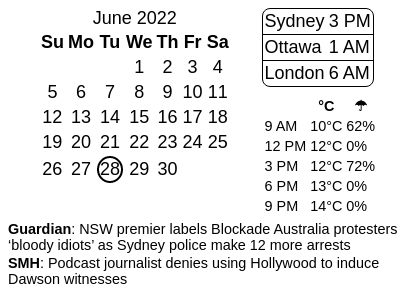 June 2022
Su Mo Tu We Th Fr Sa
1 2 3 4
5 6 7 8 9 10 11
12 13 14 15 16 17 18
19 20 21 22 23 24 25
26 27 28 29 30
Sydney 3 PM
Ottawa 1 AM
London 6 AM
°C ☂
9 AM 10°C 62%
12 PM 12°C 0%
3 PM 12°C 72%
6 PM 13°C 0%
9 PM 14°C 0%
Guardian: NSW premier labels Blockade Australia protesters
‘bloody idiots’ as Sydney police make 12 more arrests
SMH: Podcast journalist denies using Hollywood to induce
Dawson witnesses